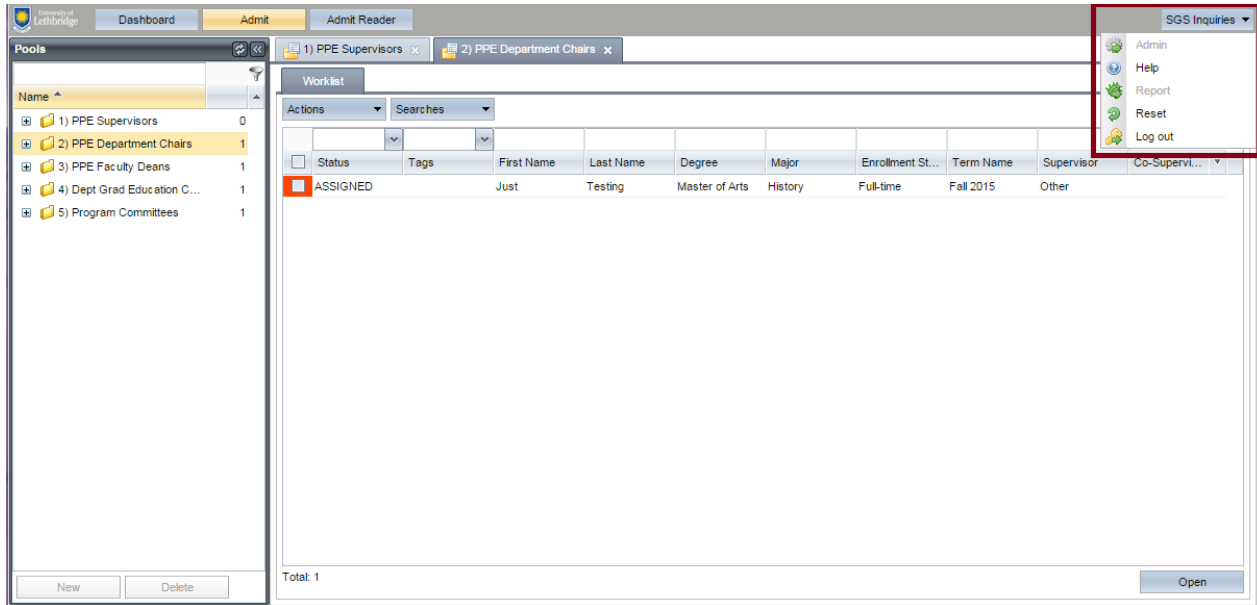 University of
Lethbridge
Dashboard
Admit
Admit Reader
SGS Inquiries
Admin
Help
Report
Reset
Log out
Pools
1) PPE Supervisors x
2) PPE Department Chairs x
Worklist
Actions
Searches
Name
1) PPE Supervisors 0
2) PPE Department Chairs 1
3) PPE Faculty Deans 1
4) Dept Grad Education C... 1
5) Program Committees 1
Status Tags First Name Last Name Degree Major Enrollment St... Term Name Supervisor Co-Supervi...
ASSIGNED Just Testing Master of Arts History Full-time Fall 2015 Other
New
Delete
Total: 1
Open